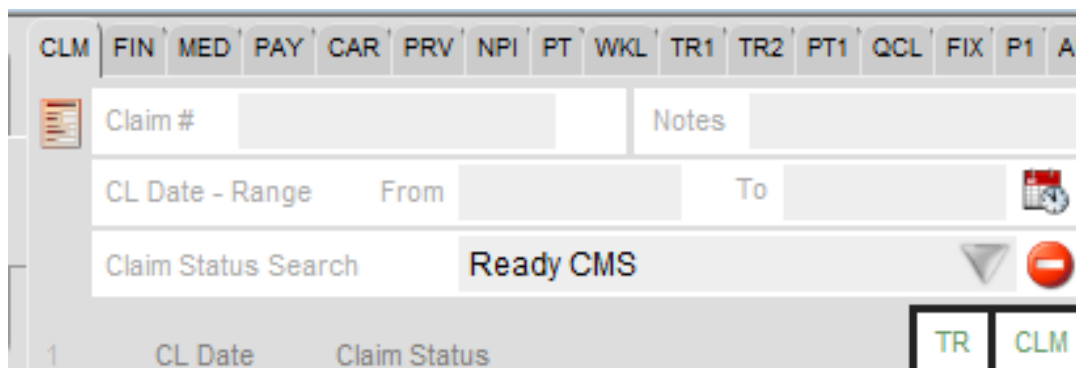 CLM FIN MED PAY CAR PRV NPI PT WKL TR1 TR2 PT1 QCL FIX P1 A
Claim # Notes
CL Date - Range From To
Claim Status Search Ready CMS
TR CLM
1 CL Date Claim Status